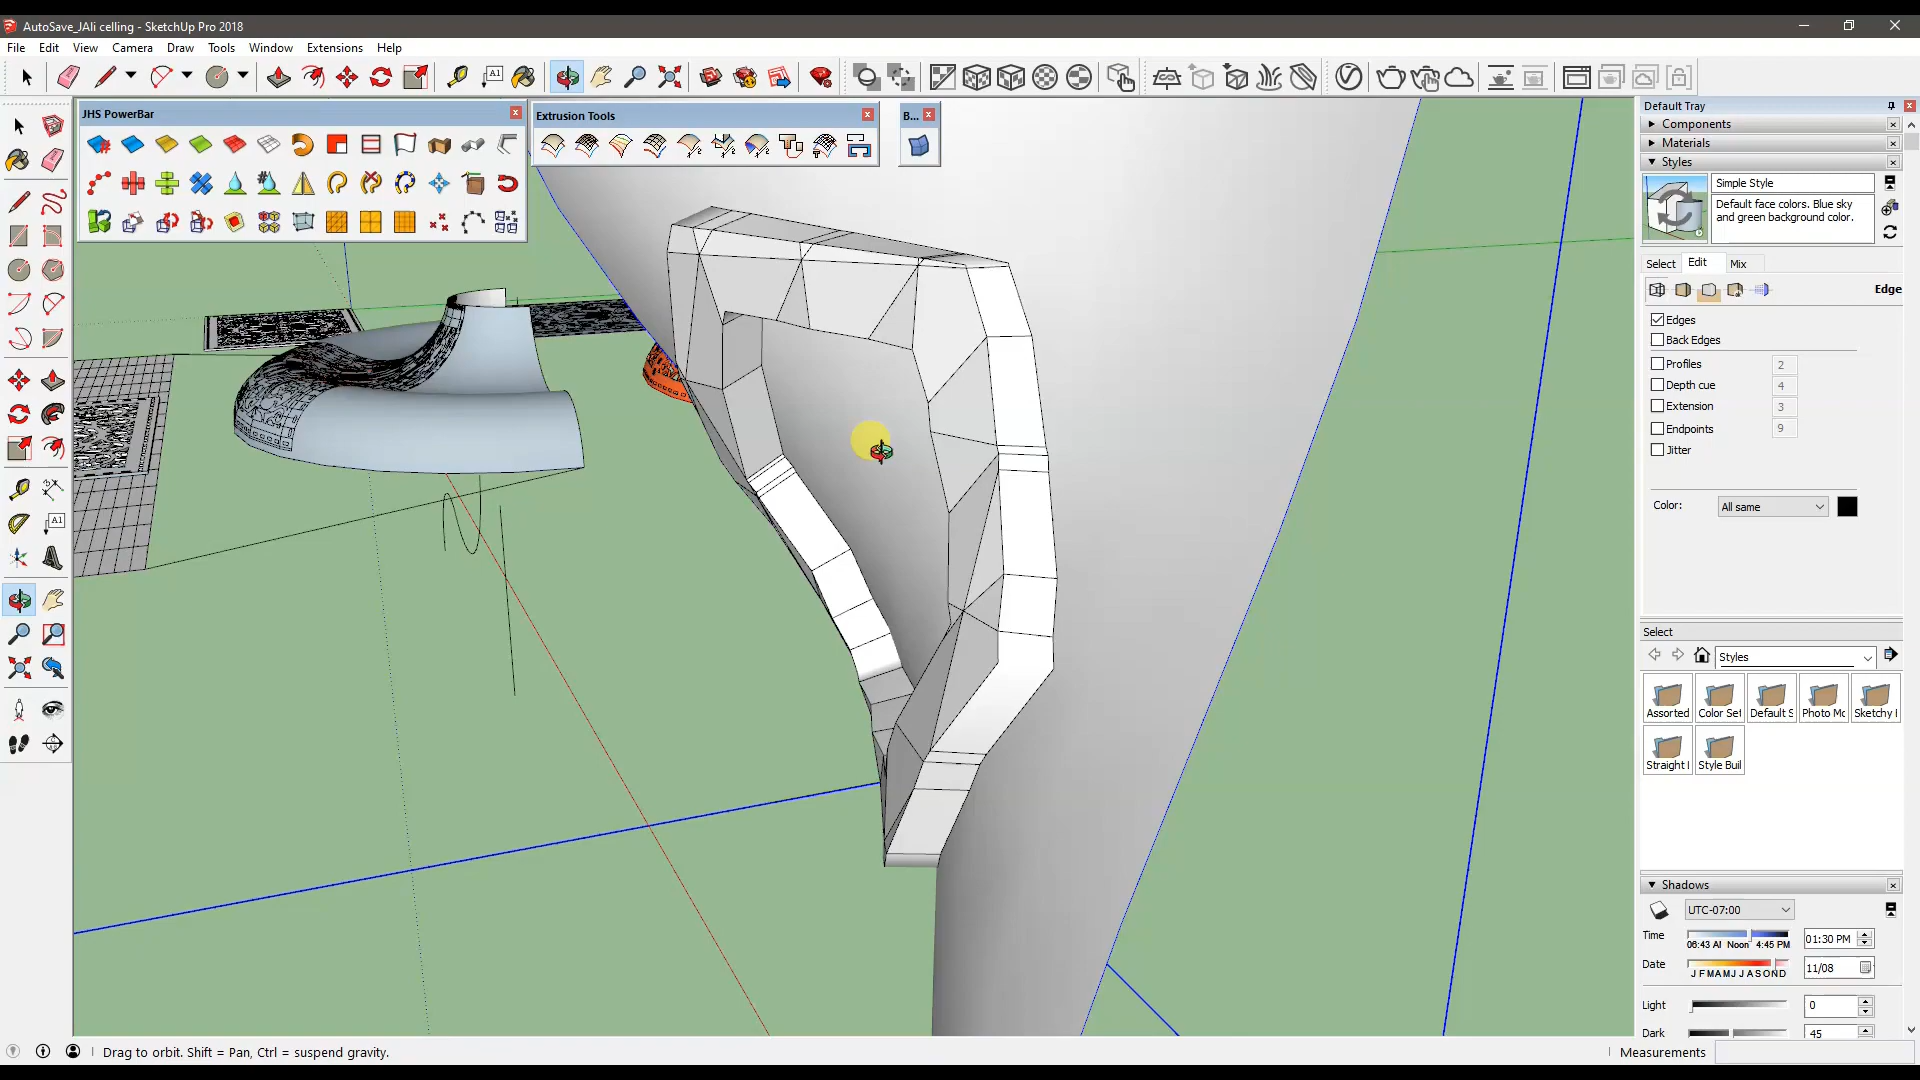 AutoSave_JAli celling - SketchUp Pro 2018
File Edit View Camera Draw Tools Window Extensions Help
JHS PowerBar
Extrusion Tools
B...
A1
A1
Default Tray
Components
Materials
Styles
Simple Style
Default face colors. Blue sky
and green background color.
Select Edit Mix
Edge
Edges
Back Edges
Profiles 2
Depth cue 4
Extension 3
Endpoints 9
Jitter
Color: All same
Select
Styles
Assorted Color Set Default S Photo Mc Sketchy I
Straight I Style Buil
Shadows
UTC-07:00
Time 06:43 AI Noon 4:45 PM 01:30 PM
Date J F M A M J J A S O N D 11/08
Light 0
Dark 45
Drag to orbit. Shift = Pan, Ctrl = suspend gravity.
Measurements